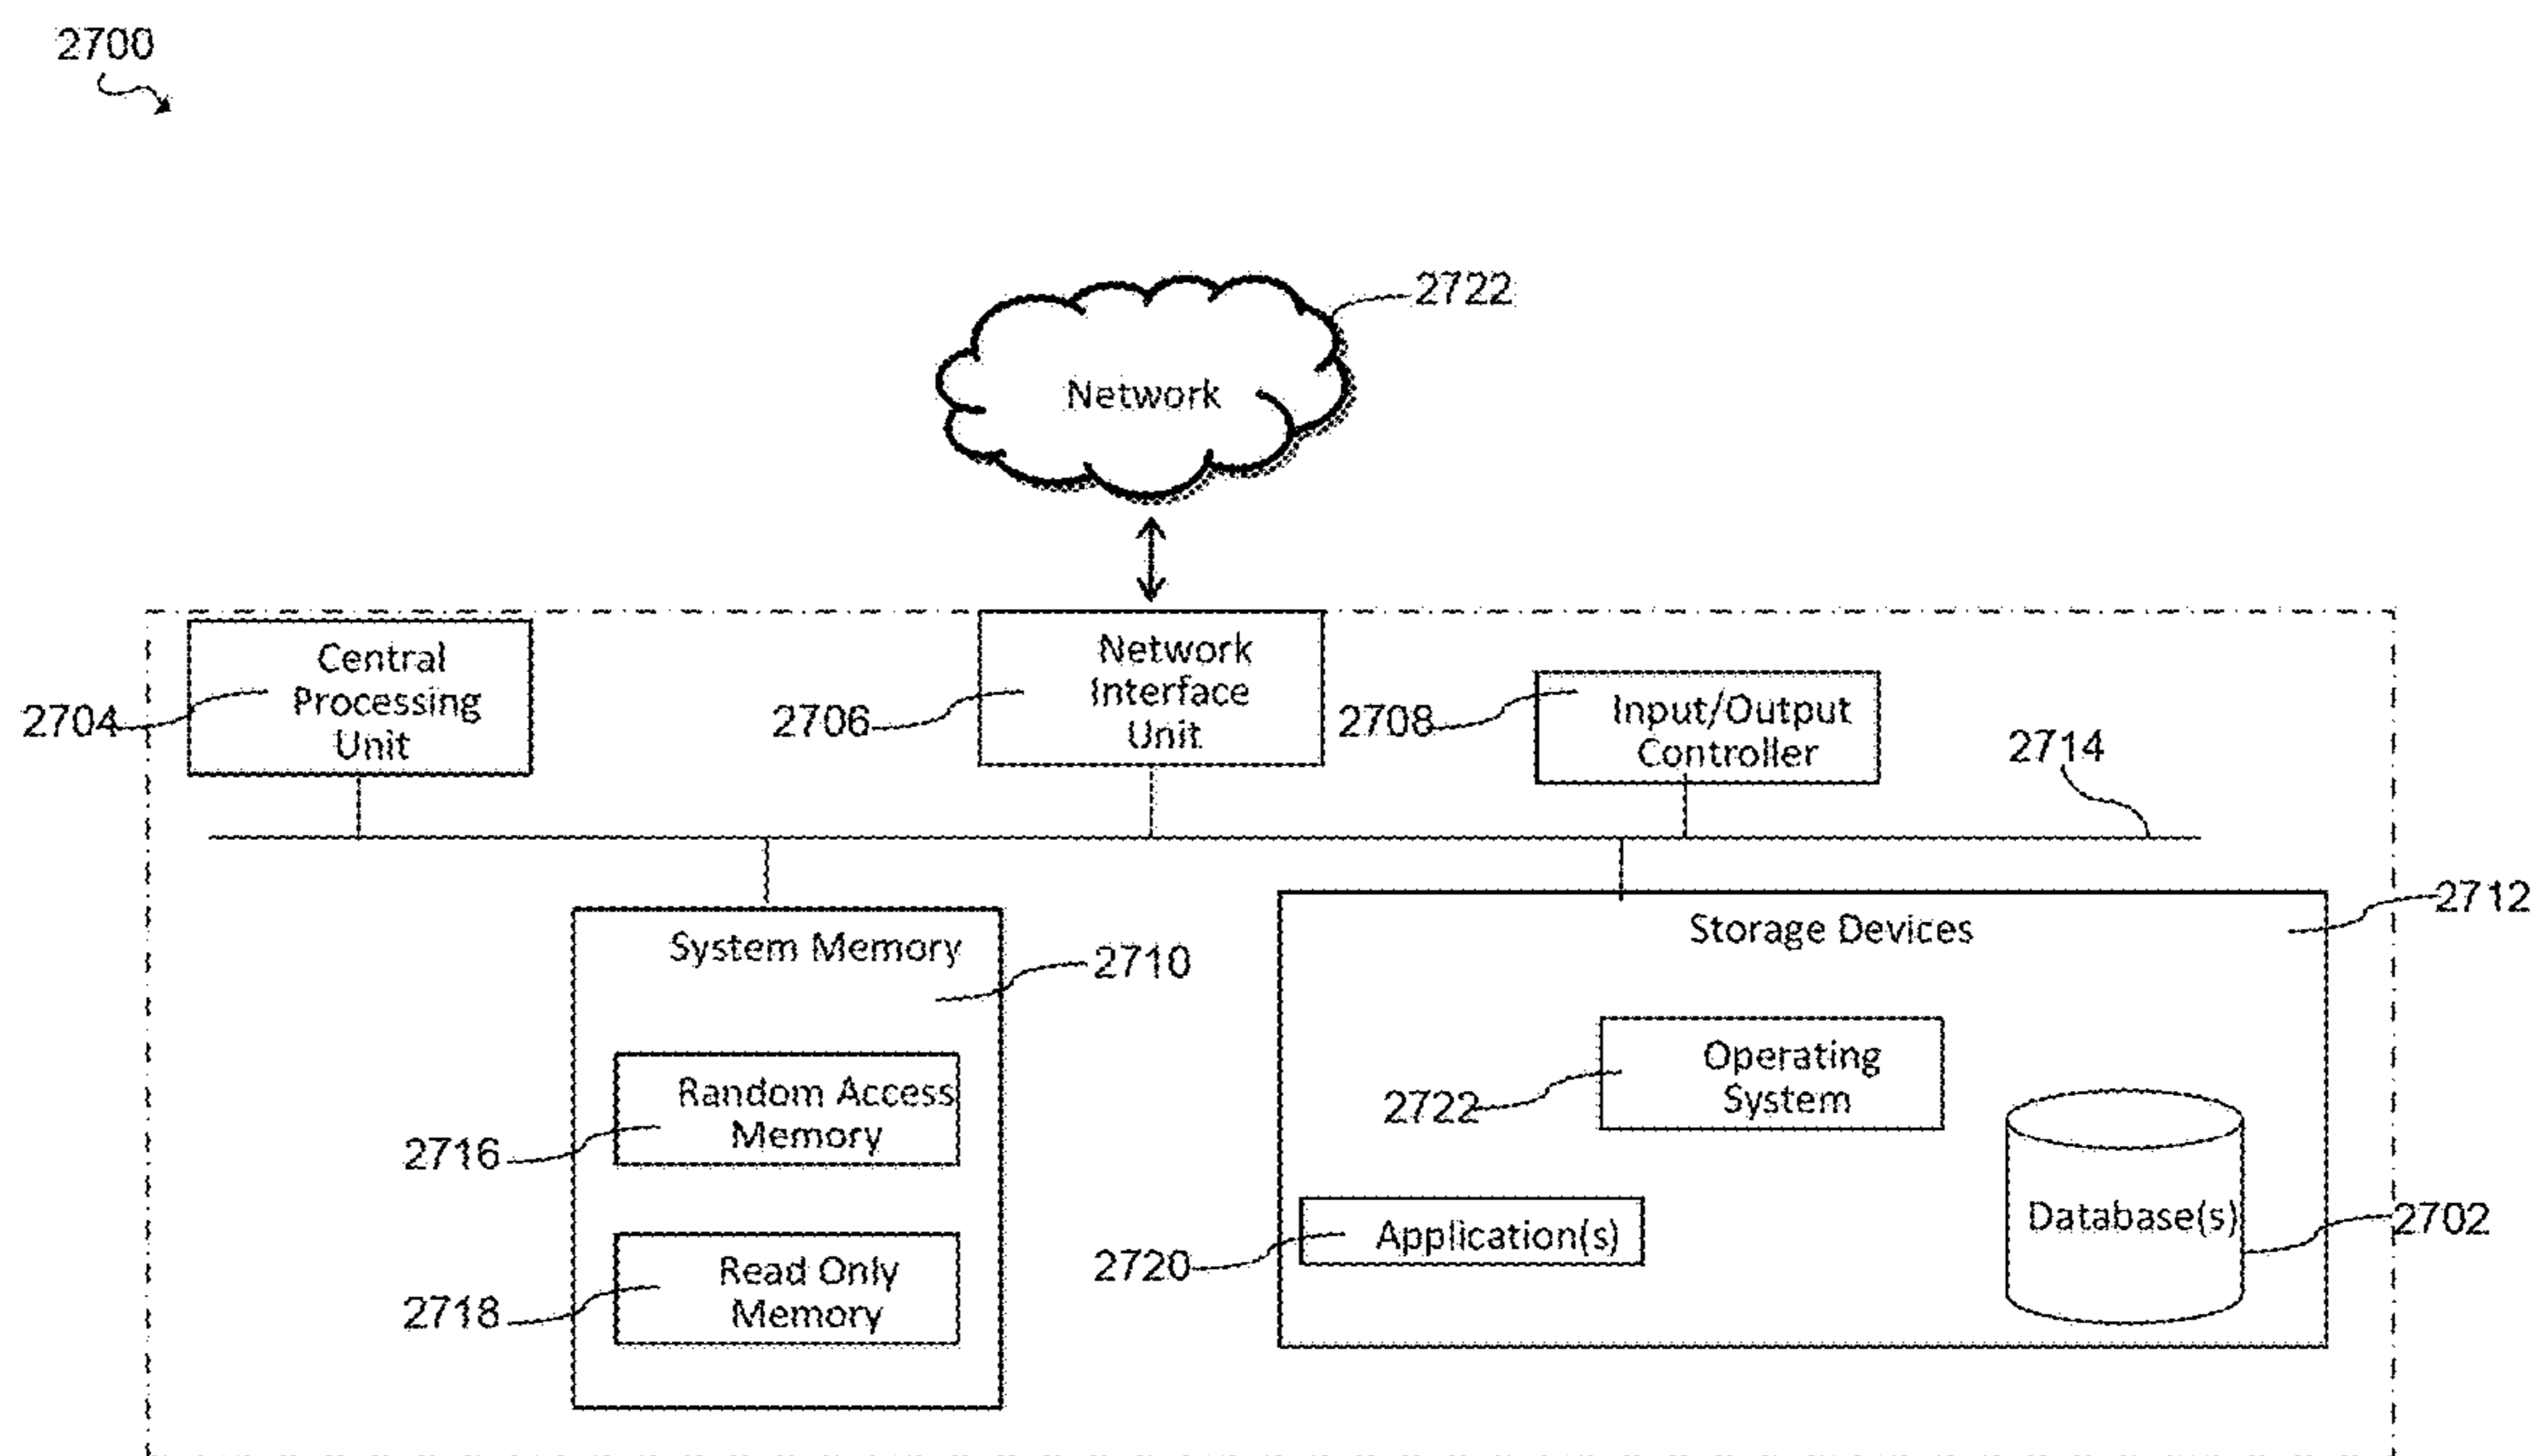 2700
2722
Network
Central
Processing
Unit
2704
Network
Interface
Unit
2706
Input/Output
Controller
2708
2714
2712
System Memory
2710
Storage Devices
Random Access
Memory
2716
Operating
System
2722
Read Only
Memory
2718
Application(s)
2720
Database(s)
2702